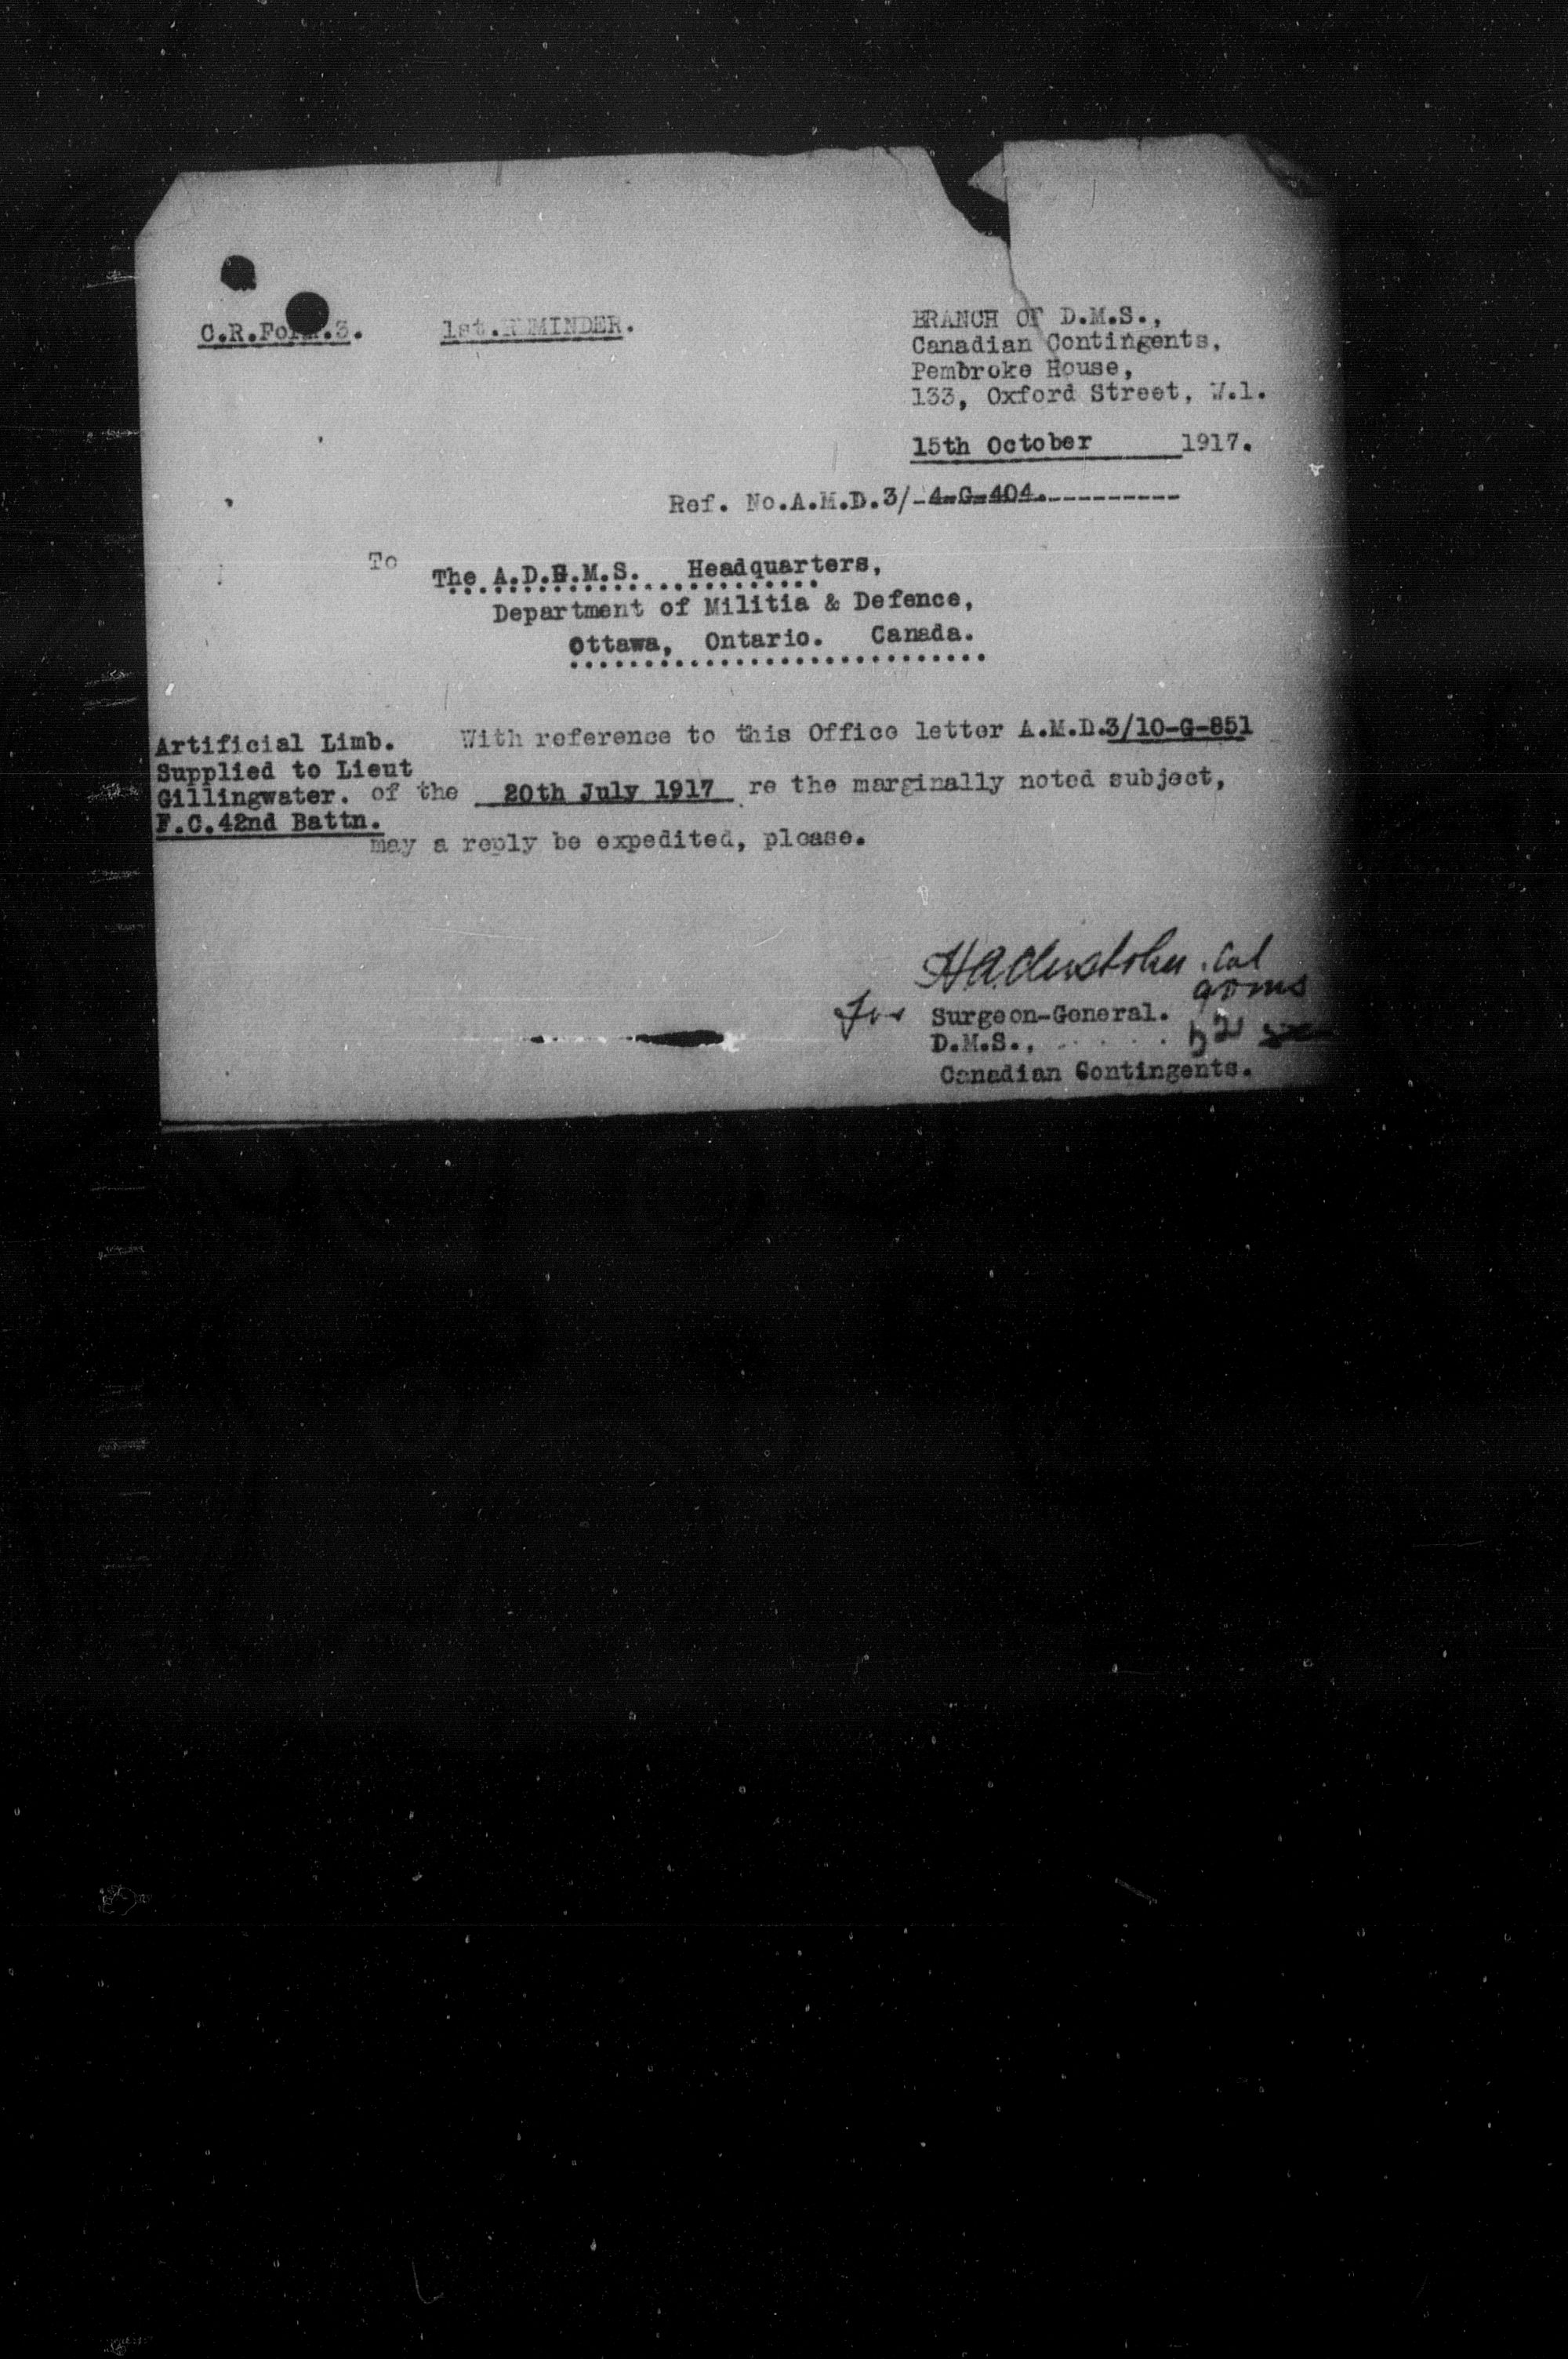 C.R.Form.3. 1st.REMINDER.
BRANCH OF D.M.S.,
Canadian Contingents,
Pembroke House,
133, Oxford Street, W.1.
15th October 1917.
Ref. No.A.M.D.3/ 4-G-404.
To The A.D.G.M.S. Headquarters,
Department of Militia & Defence,
Ottawa, Ontario. Canada.
Artificial Limb.
Supplied to Lieut
Gillingwater.
F.C.42nd Battn.
With reference to this Office letter A.M.D.3/10-G-851
of the 20th July 1917 re the marginally noted subject,
may a reply be expedited, please.
Col
For Surgeon-General.
D.M.S.,
Canadian Contingents.